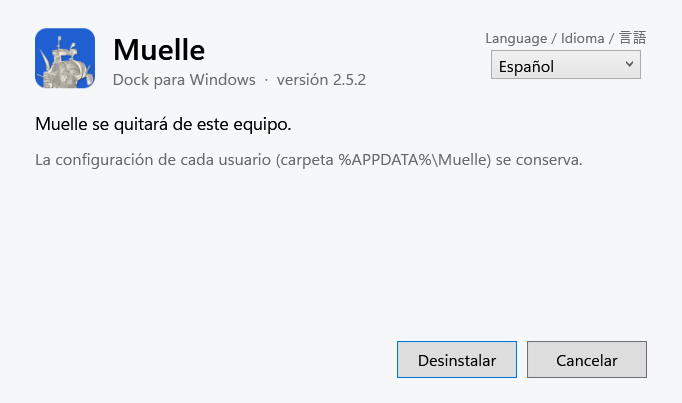 Muelle
Dock para Windows · versión 2.5.2
Language / Idioma / 言語
Español
Muelle se quitará de este equipo.
La configuración de cada usuario (carpeta %APPDATA%\Muelle) se conserva.
Desinstalar
Cancelar